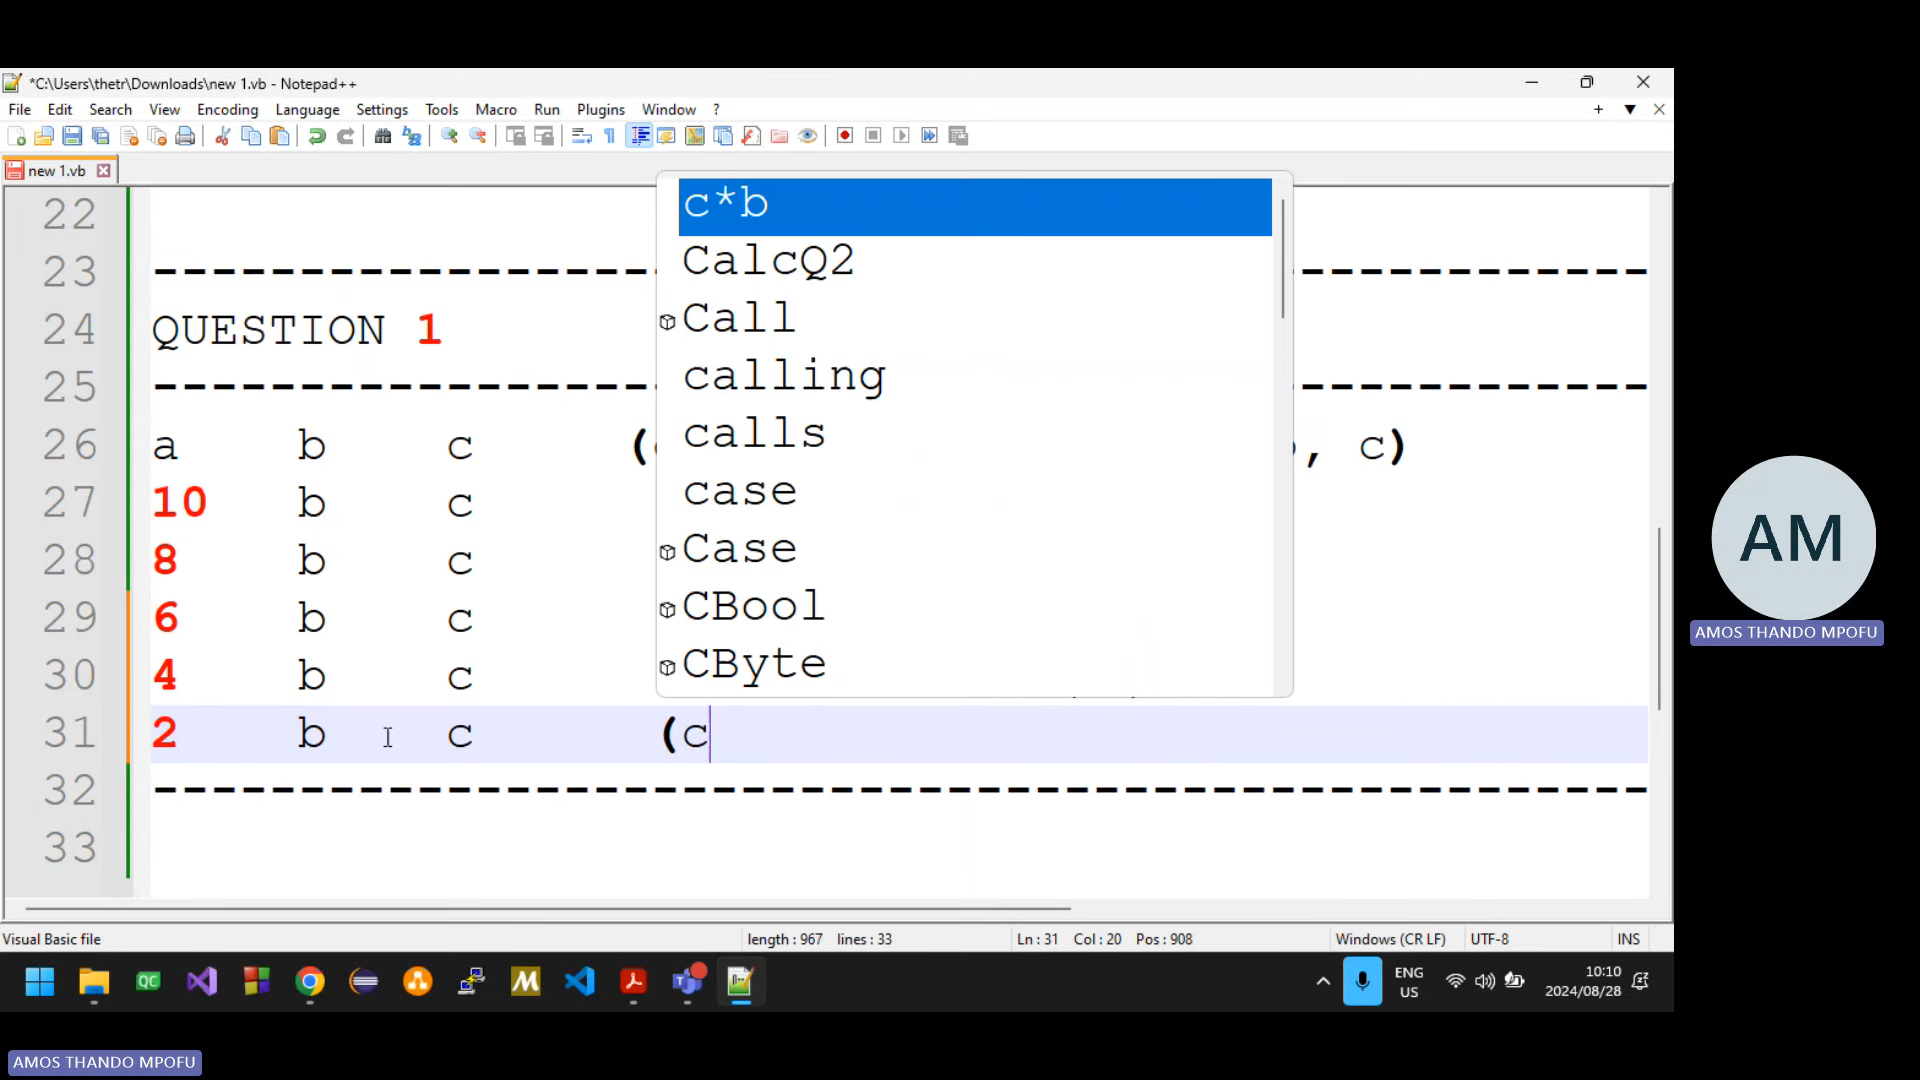 *C:\Users\thetr\Downloads\new 1.vb - Notepad++
File Edit Search View Encoding Language Settings Tools Macro Run Plugins Window ?
new 1.vb
22
23 ---------------------------------------------------
24 QUESTION 1
25 ---------------------------------------------------
26 a b c ( , c)
27 10 b c
28 8 b c
29 6 b c
30 4 b c
31 2 b c (c
32 ---------------------------------------------------
33
c*b
CalcQ2
Call
calling
calls
case
Case
CBool
CByte
AM
AMOS THANDO MPOFU
Visual Basic file length : 967 lines : 33 Ln : 31 Col : 20 Pos : 908 Windows (CR LF) UTF-8 INS
ENG
US
10:10
2024/08/28
AMOS THANDO MPOFU